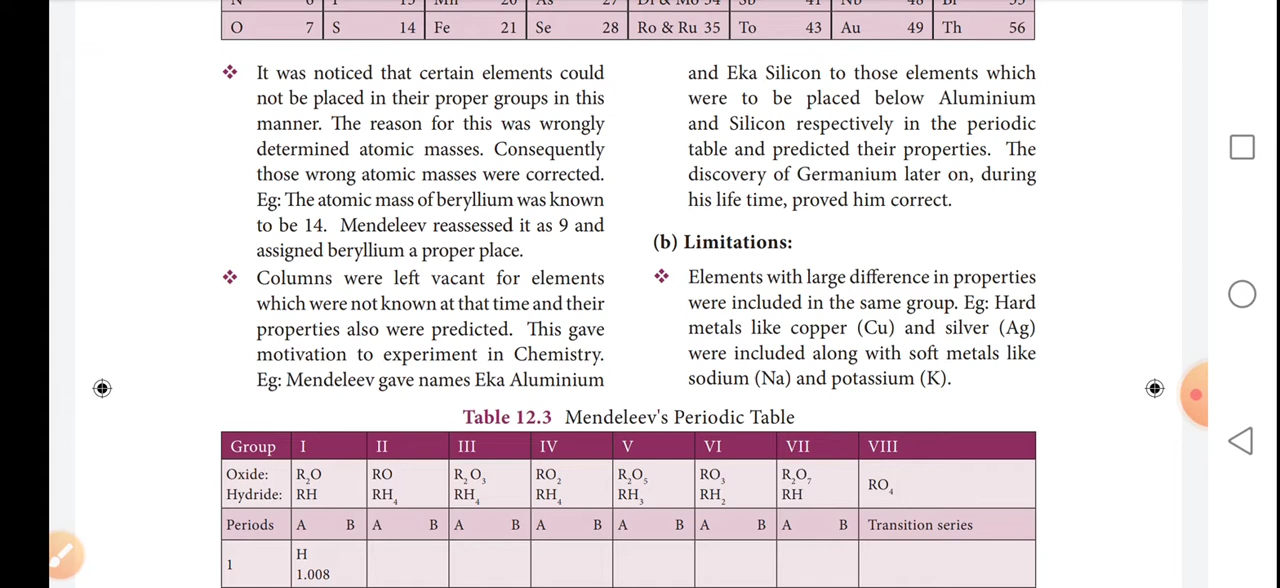 O 7 S 14 Fe 21 Se 28 Ro & Ru 35 To 43 Au 49 Th 56
❖ It was noticed that certain elements could
not be placed in their proper groups in this
manner. The reason for this was wrongly
determined atomic masses. Consequently
those wrong atomic masses were corrected.
Eg: The atomic mass of beryllium was known
to be 14. Mendeleev reassessed it as 9 and
assigned beryllium a proper place.
❖ Columns were left vacant for elements
which were not known at that time and their
properties also were predicted. This gave
motivation to experiment in Chemistry.
Eg: Mendeleev gave names Eka Aluminium
and Eka Silicon to those elements which
were to be placed below Aluminium
and Silicon respectively in the periodic
table and predicted their properties. The
discovery of Germanium later on, during
his life time, proved him correct.
(b) Limitations:
❖ Elements with large difference in properties
were included in the same group. Eg: Hard
metals like copper (Cu) and silver (Ag)
were included along with soft metals like
sodium (Na) and potassium (K).
Table 12.3 Mendeleev's Periodic Table
Group I II III IV V VI VII VIII
Oxide: R₂O RO R₂O₃ RO₂ R₂O₅ RO₃ R₂O₇ RO₄
Hydride: RH RH₄ RH₄ RH₄ RH₃ RH₂ RH
Periods A B A B A B A B A B A B A B Transition series
1 H
1.008